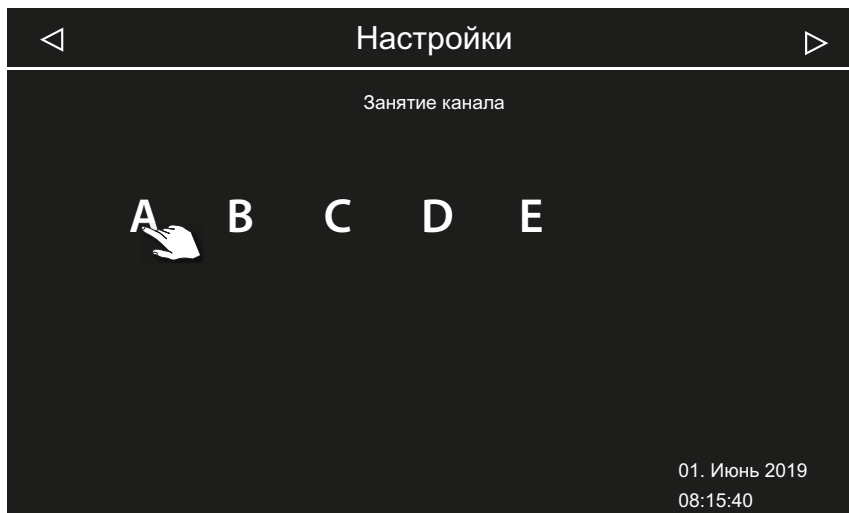 Настройки
Занятие канала
A B C D E
01. Июнь 2019
08:15:40